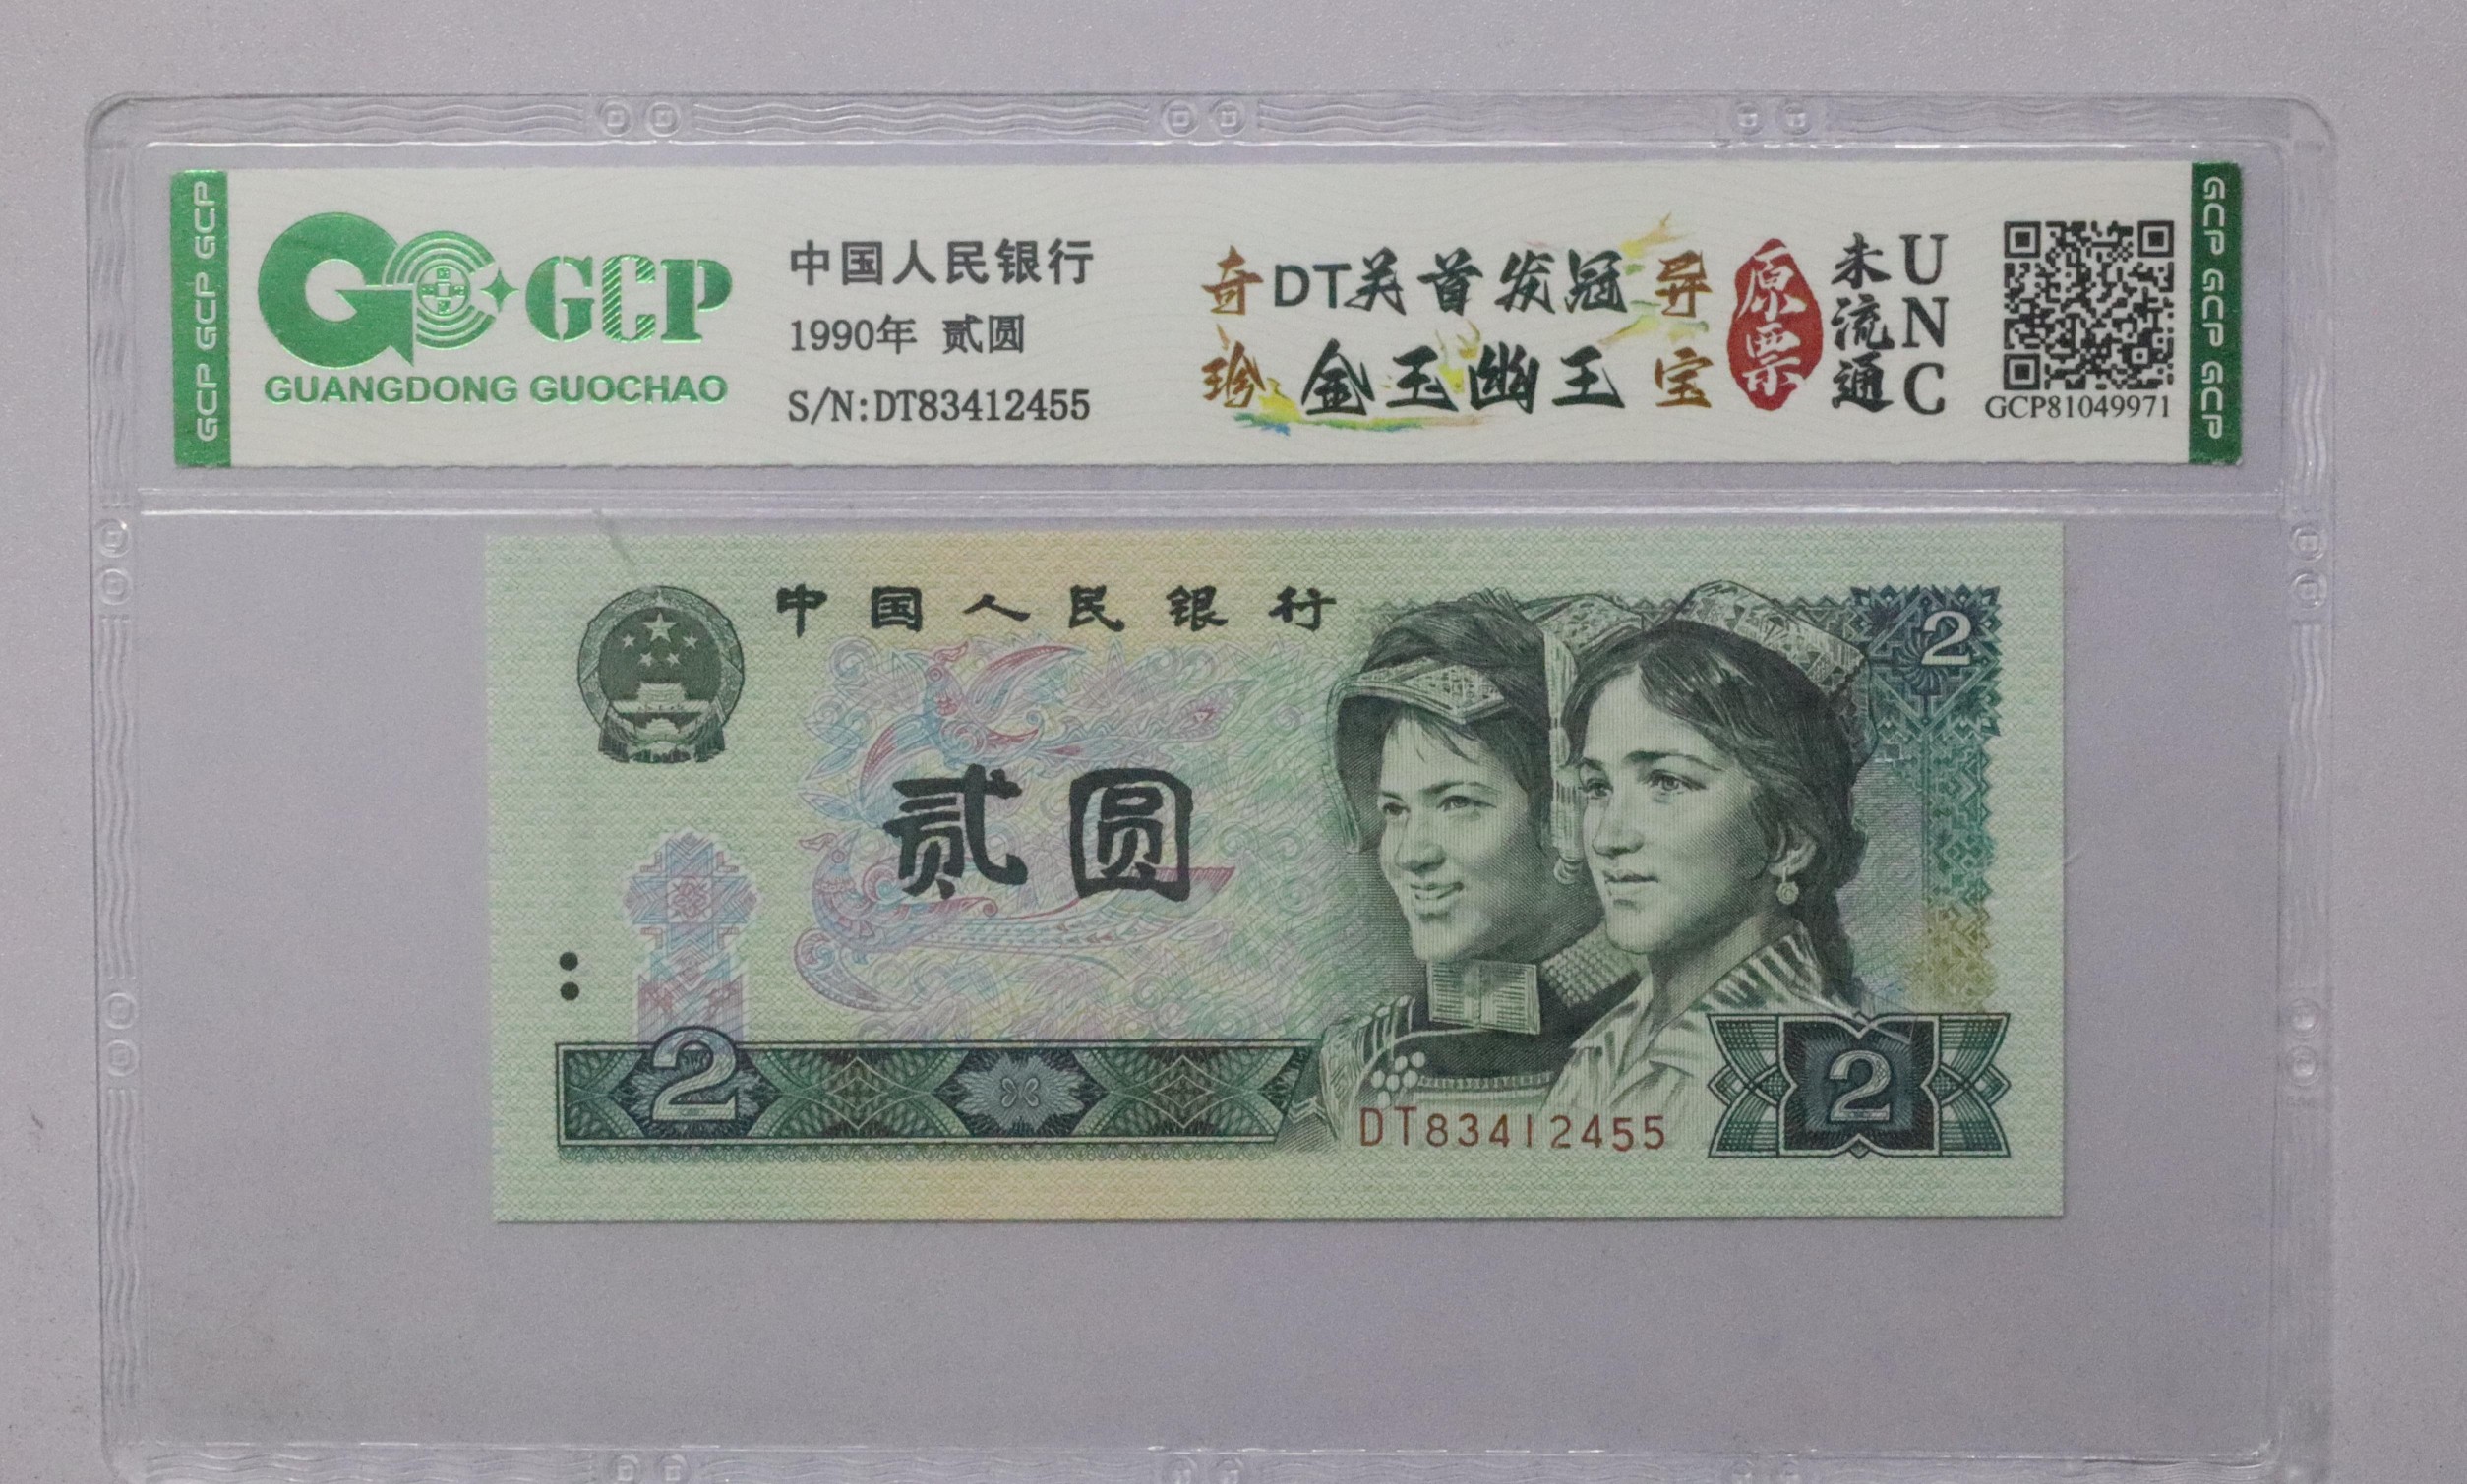 GCP GCP GCP
GCP
GUANGDONG GUOCHAO
中国人民银行
1990年 贰圆
S/N:DT83412455
奇 DT关首发冠 异
珍 金玉幽王 宝
原票
未流通
UNC
GCP81049971
GCP GCP GCP
中国人民银行
2
贰圆
2
2
DT83412455